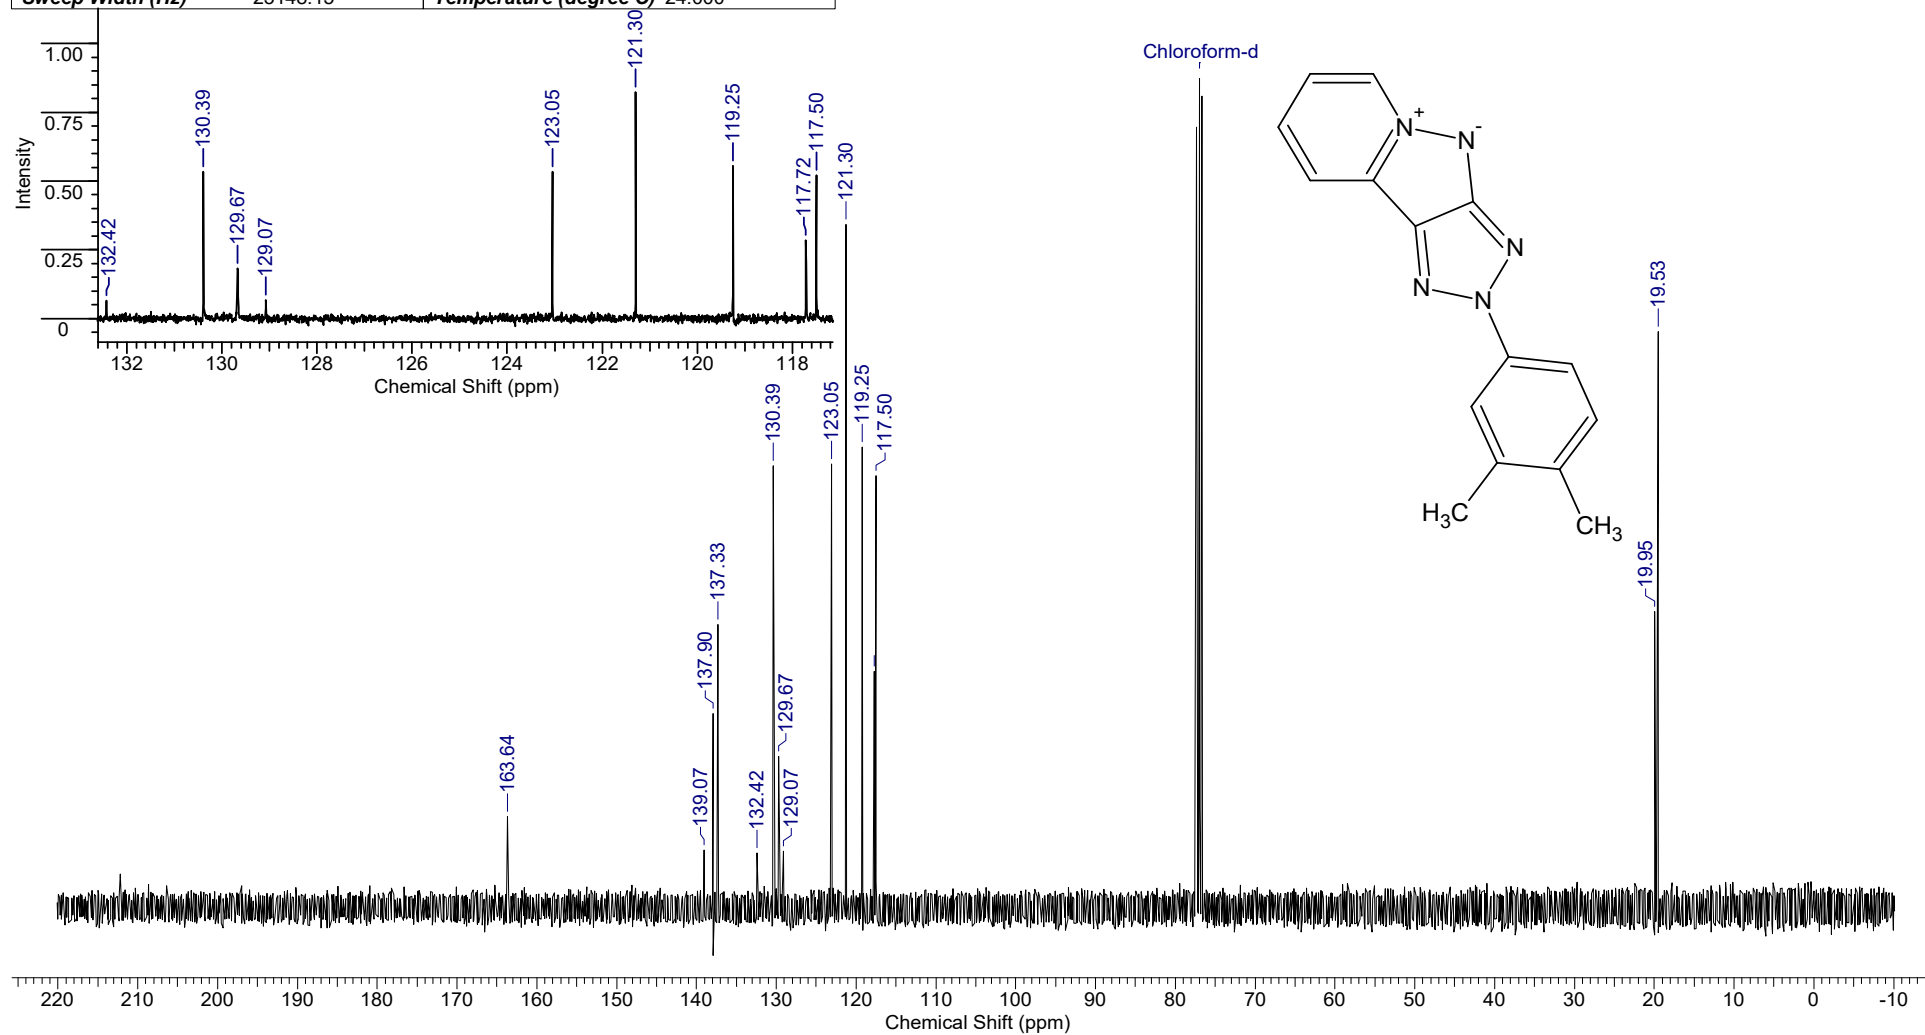 Sweep Width (Hz) 25148.15 Temperature (degree C) 24.000
121.30
1.00
130.39
123.05
119.25
117.50
0.75
117.72
129.67
0.50
129.07
132.42
0.25
0
Intensity
132 130 128 126 124 122 120 118
Chemical Shift (ppm)
Chloroform-d
N+
N-
N
N
N
H3C
CH3
121.30
119.25
130.39
123.05
117.50
19.53
137.33
19.95
137.90
129.67
163.64
139.07
132.42
129.07
220 210 200 190 180 170 160 150 140 130 120 110 100 90 80 70 60 50 40 30 20 10 0 -10
Chemical Shift (ppm)